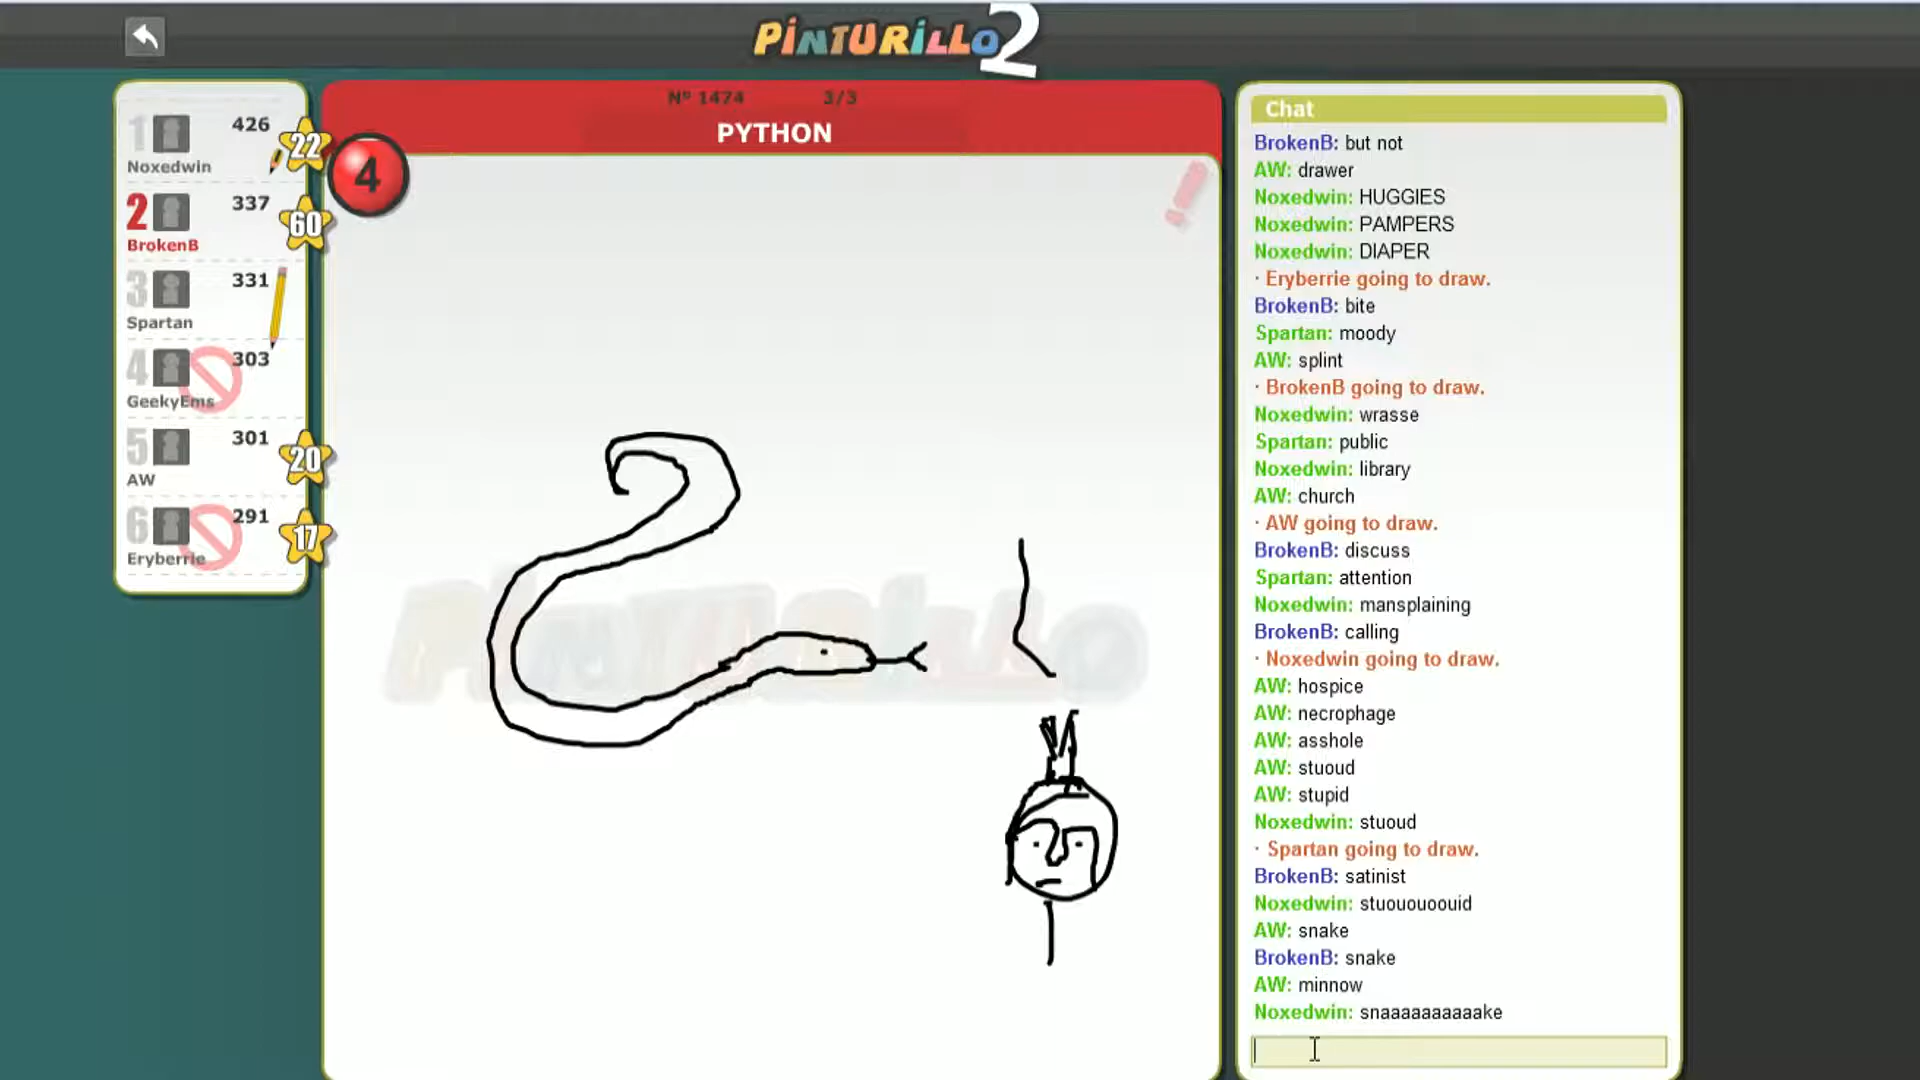 PINTURILLO2
Nº 1474 3/3
PYTHON
4
1 426
Noxedwin
22
2 337
BrokenB
60
3 331
Spartan
4 303
GeekyEms
5 301
AW
20
6 291
Eryberrie
17
Pinturillo2
Chat
BrokenB: but not
AW: drawer
Noxedwin: HUGGIES
Noxedwin: PAMPERS
Noxedwin: DIAPER
· Eryberrie going to draw.
BrokenB: bite
Spartan: moody
AW: splint
· BrokenB going to draw.
Noxedwin: wrasse
Spartan: public
Noxedwin: library
AW: church
· AW going to draw.
BrokenB: discuss
Spartan: attention
Noxedwin: mansplaining
BrokenB: calling
· Noxedwin going to draw.
AW: hospice
AW: necrophage
AW: asshole
AW: stuoud
AW: stupid
Noxedwin: stuoud
· Spartan going to draw.
BrokenB: satinist
Noxedwin: stuououoouid
AW: snake
BrokenB: snake
AW: minnow
Noxedwin: snaaaaaaaaaake